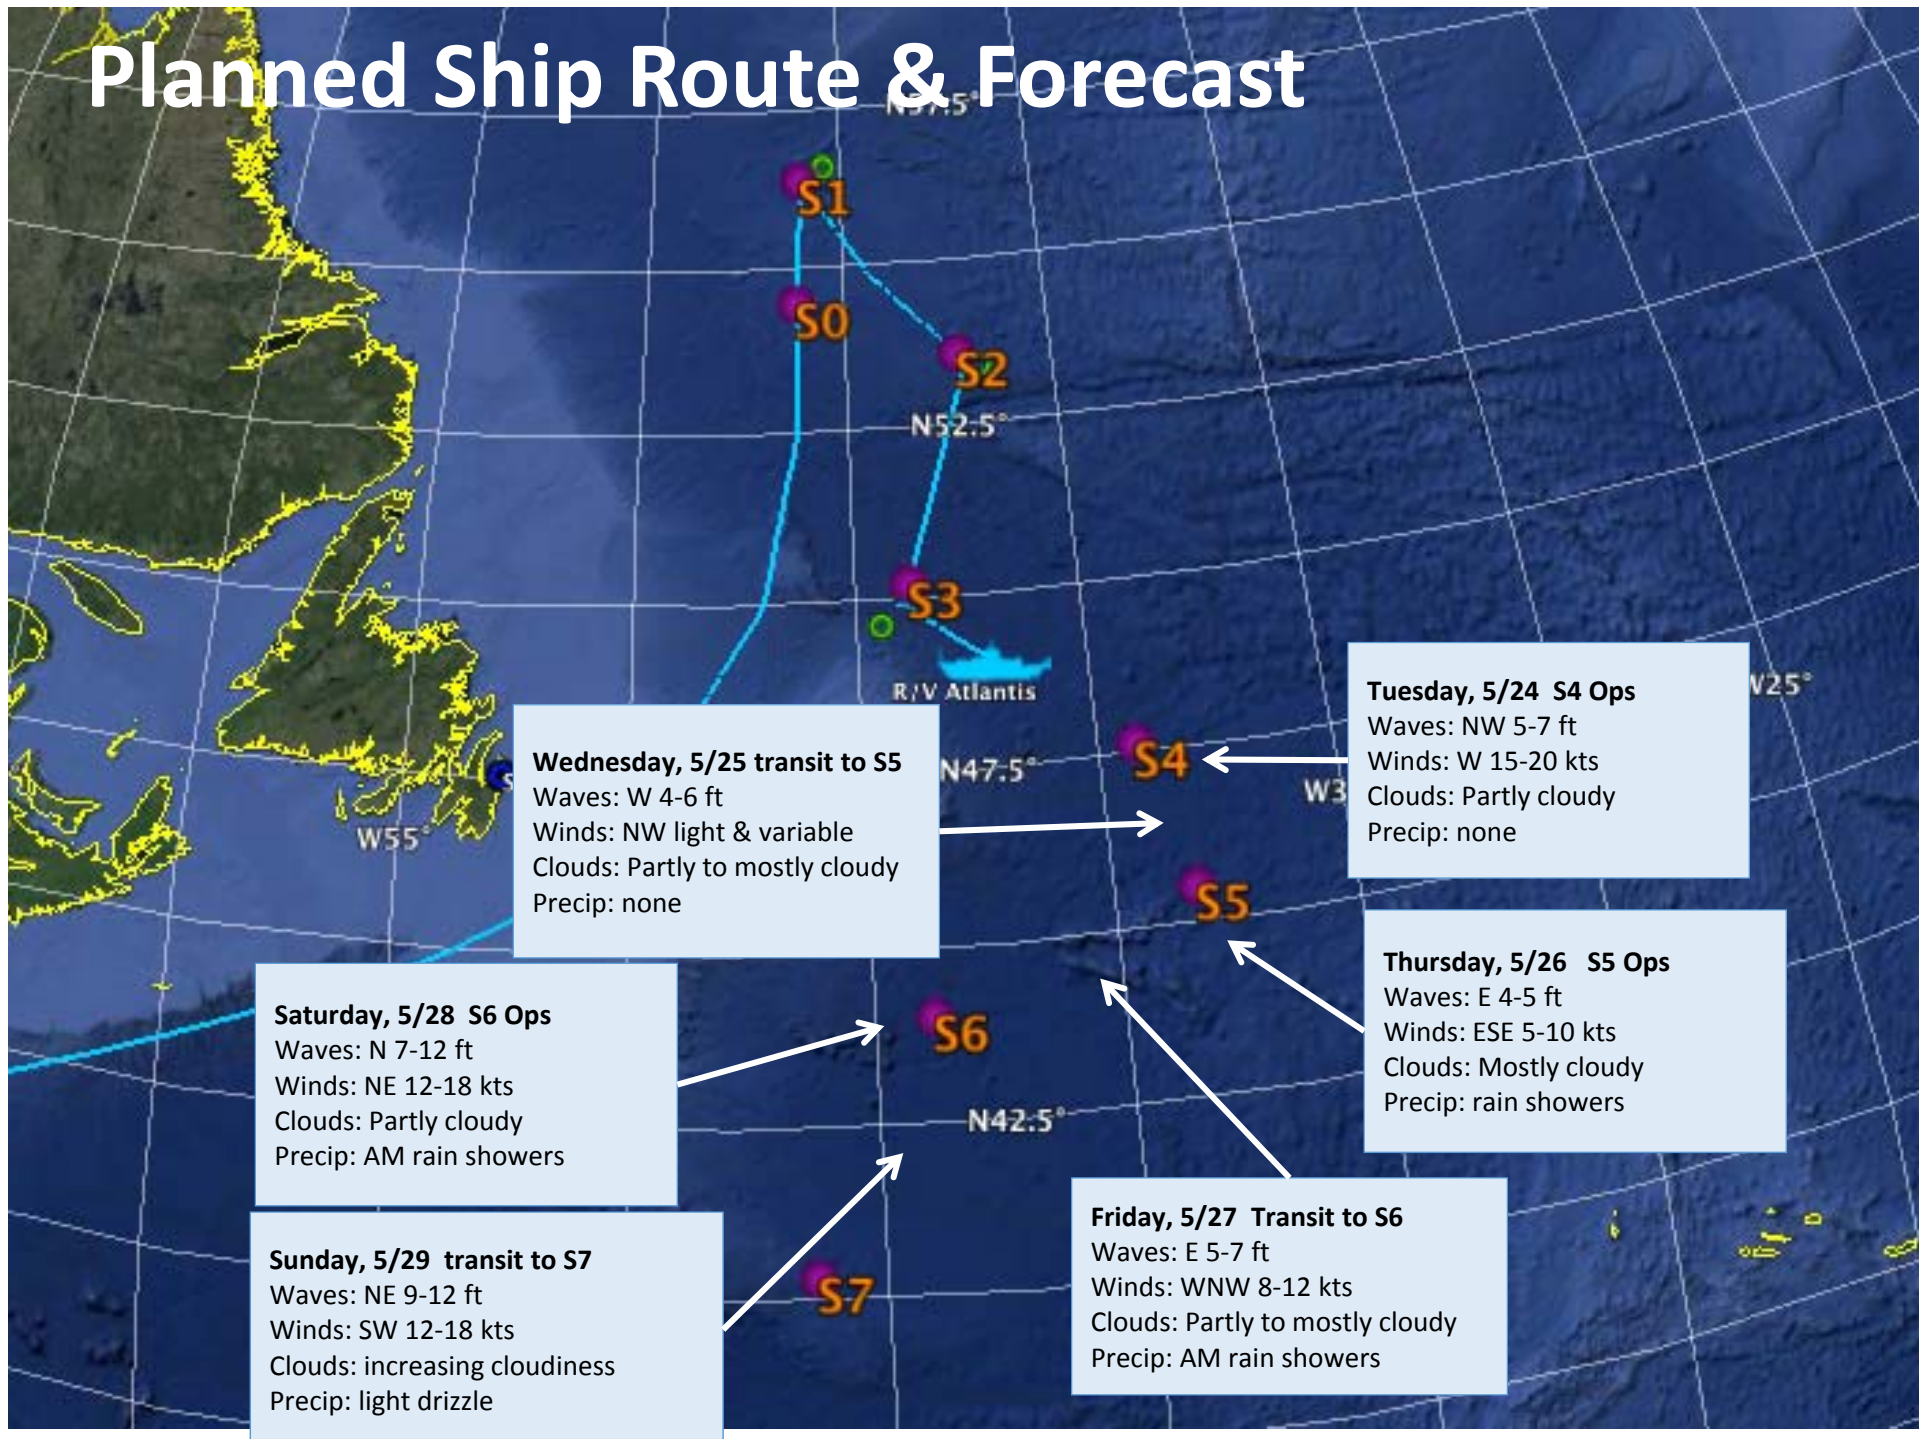 Planned Ship Route & Forecast
N57.5°
S1
S0
S2
N52.5°
S3
R/V Atlantis
Tuesday, 5/24  S4 Ops
Waves: NW 5-7 ft
Winds: W 15-20 kts
Clouds: Partly cloudy
Precip: none
W25°
Wednesday, 5/25 transit to S5
Waves: W 4-6 ft
Winds: NW light & variable
Clouds: Partly to mostly cloudy
Precip: none
N47.5°
S4
W3
W55°
S5
Thursday, 5/26   S5 Ops
Waves: E 4-5 ft
Winds: ESE 5-10 kts
Clouds: Mostly cloudy
Precip: rain showers
Saturday, 5/28  S6 Ops
Waves: N 7-12 ft
Winds: NE 12-18 kts
Clouds: Partly cloudy
Precip: AM rain showers
S6
N42.5°
Friday, 5/27  Transit to S6
Waves: E 5-7 ft
Winds: WNW 8-12 kts
Clouds: Partly to mostly cloudy
Precip: AM rain showers
Sunday, 5/29  transit to S7
Waves: NE 9-12 ft
Winds: SW 12-18 kts
Clouds: increasing cloudiness
Precip: light drizzle
S7